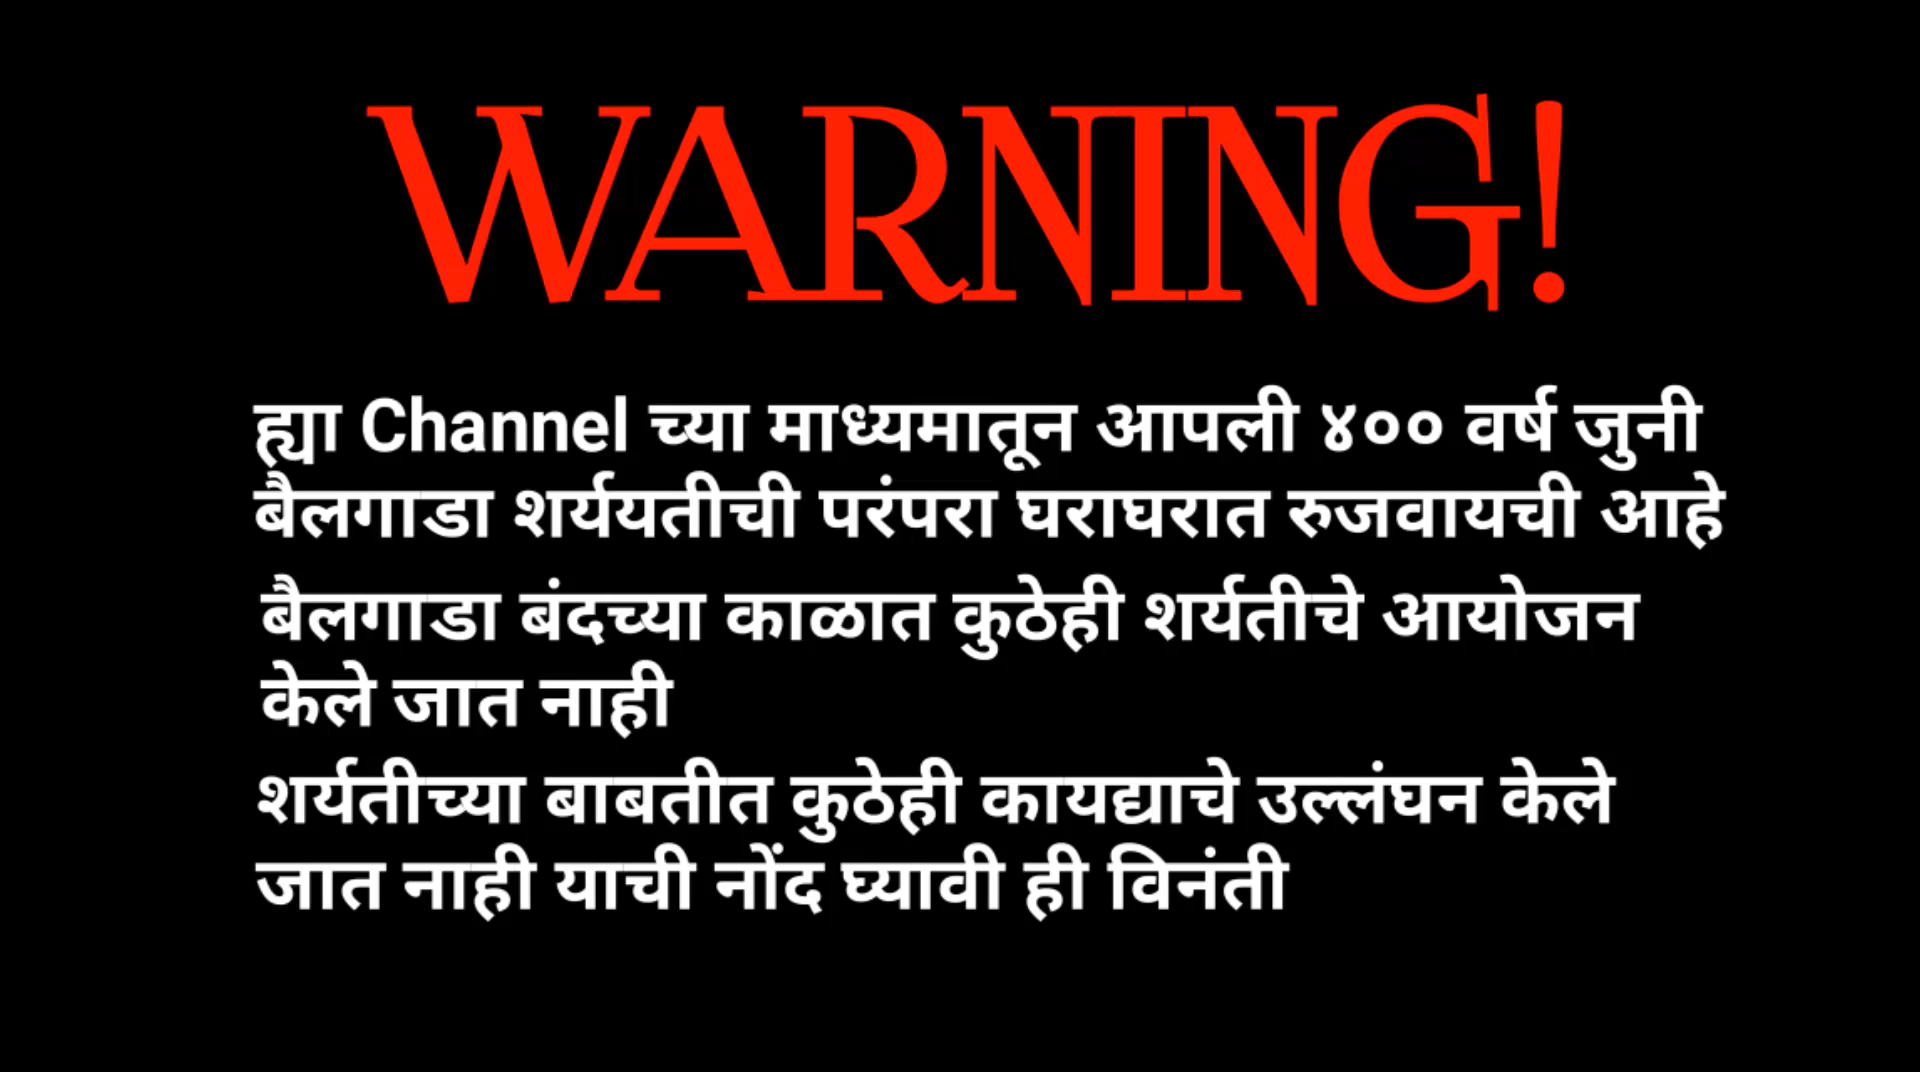 WARNING!
ह्या Channel च्या माध्यमातून आपली ४०० वर्ष जुनी
बैलगाडा शर्ययतीची परंपरा घराघरात रुजवायची आहे
बैलगाडा बंदच्या काळात कुठेही शर्यतीचे आयोजन
केले जात नाही
शर्यतीच्या बाबतीत कुठेही कायद्याचे उल्लंघन केले
जात नाही याची नोंद घ्यावी ही विनंती